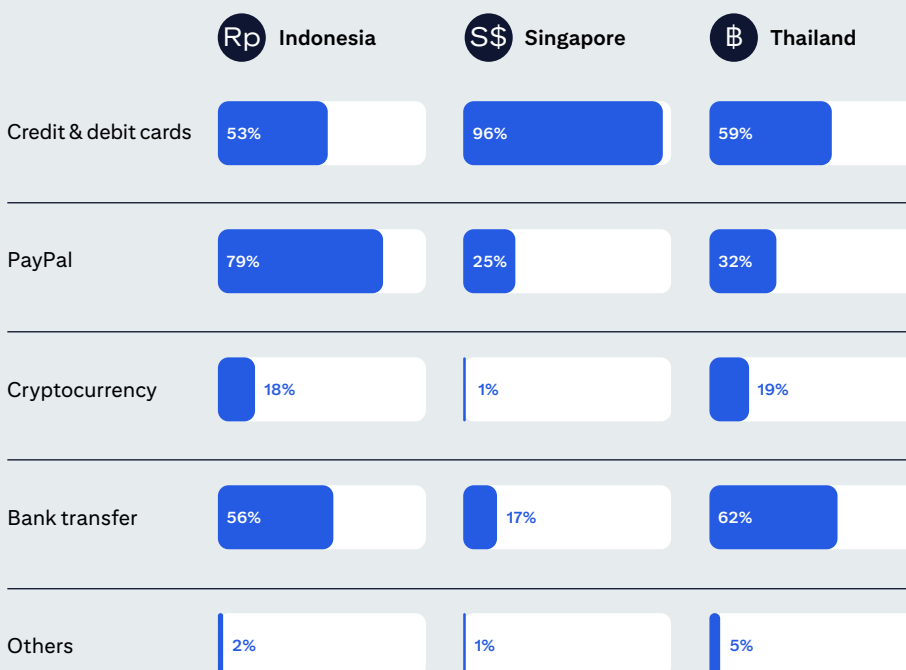 Rp Indonesia S$ Singapore ฿ Thailand
Credit & debit cards 53% 96% 59%
PayPal 79% 25% 32%
Cryptocurrency 18% 1% 19%
Bank transfer 56% 17% 62%
Others 2% 1% 5%